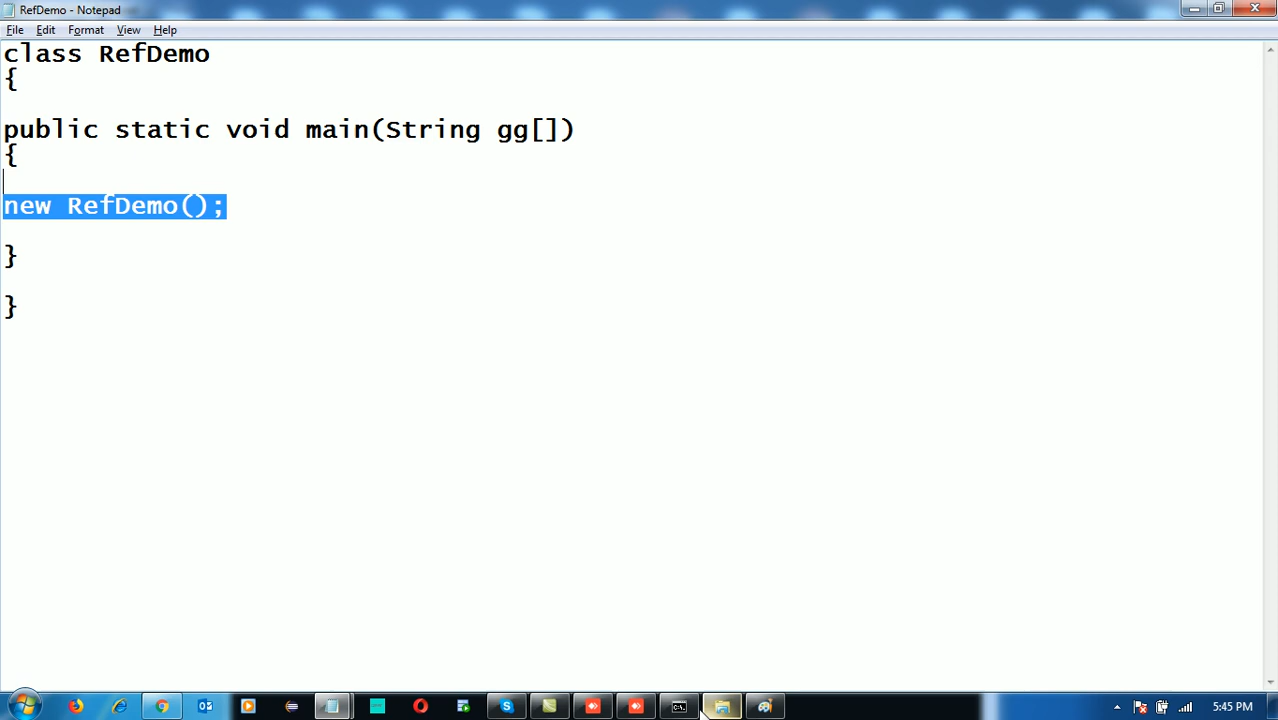 RefDemo - Notepad
File Edit Format View Help
class RefDemo
{
public static void main(String gg[])
{
new RefDemo();
}
}
5:45 PM